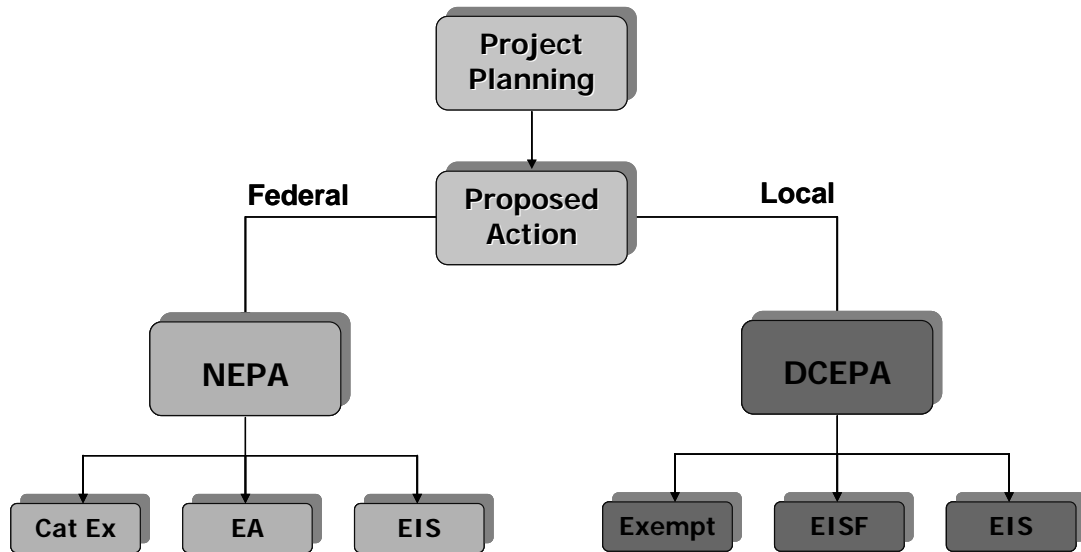 Project
Planning
Federal
Proposed
Action
Local
NEPA
DCEPA
Cat Ex
EA
EIS
Exempt
EISF
EIS